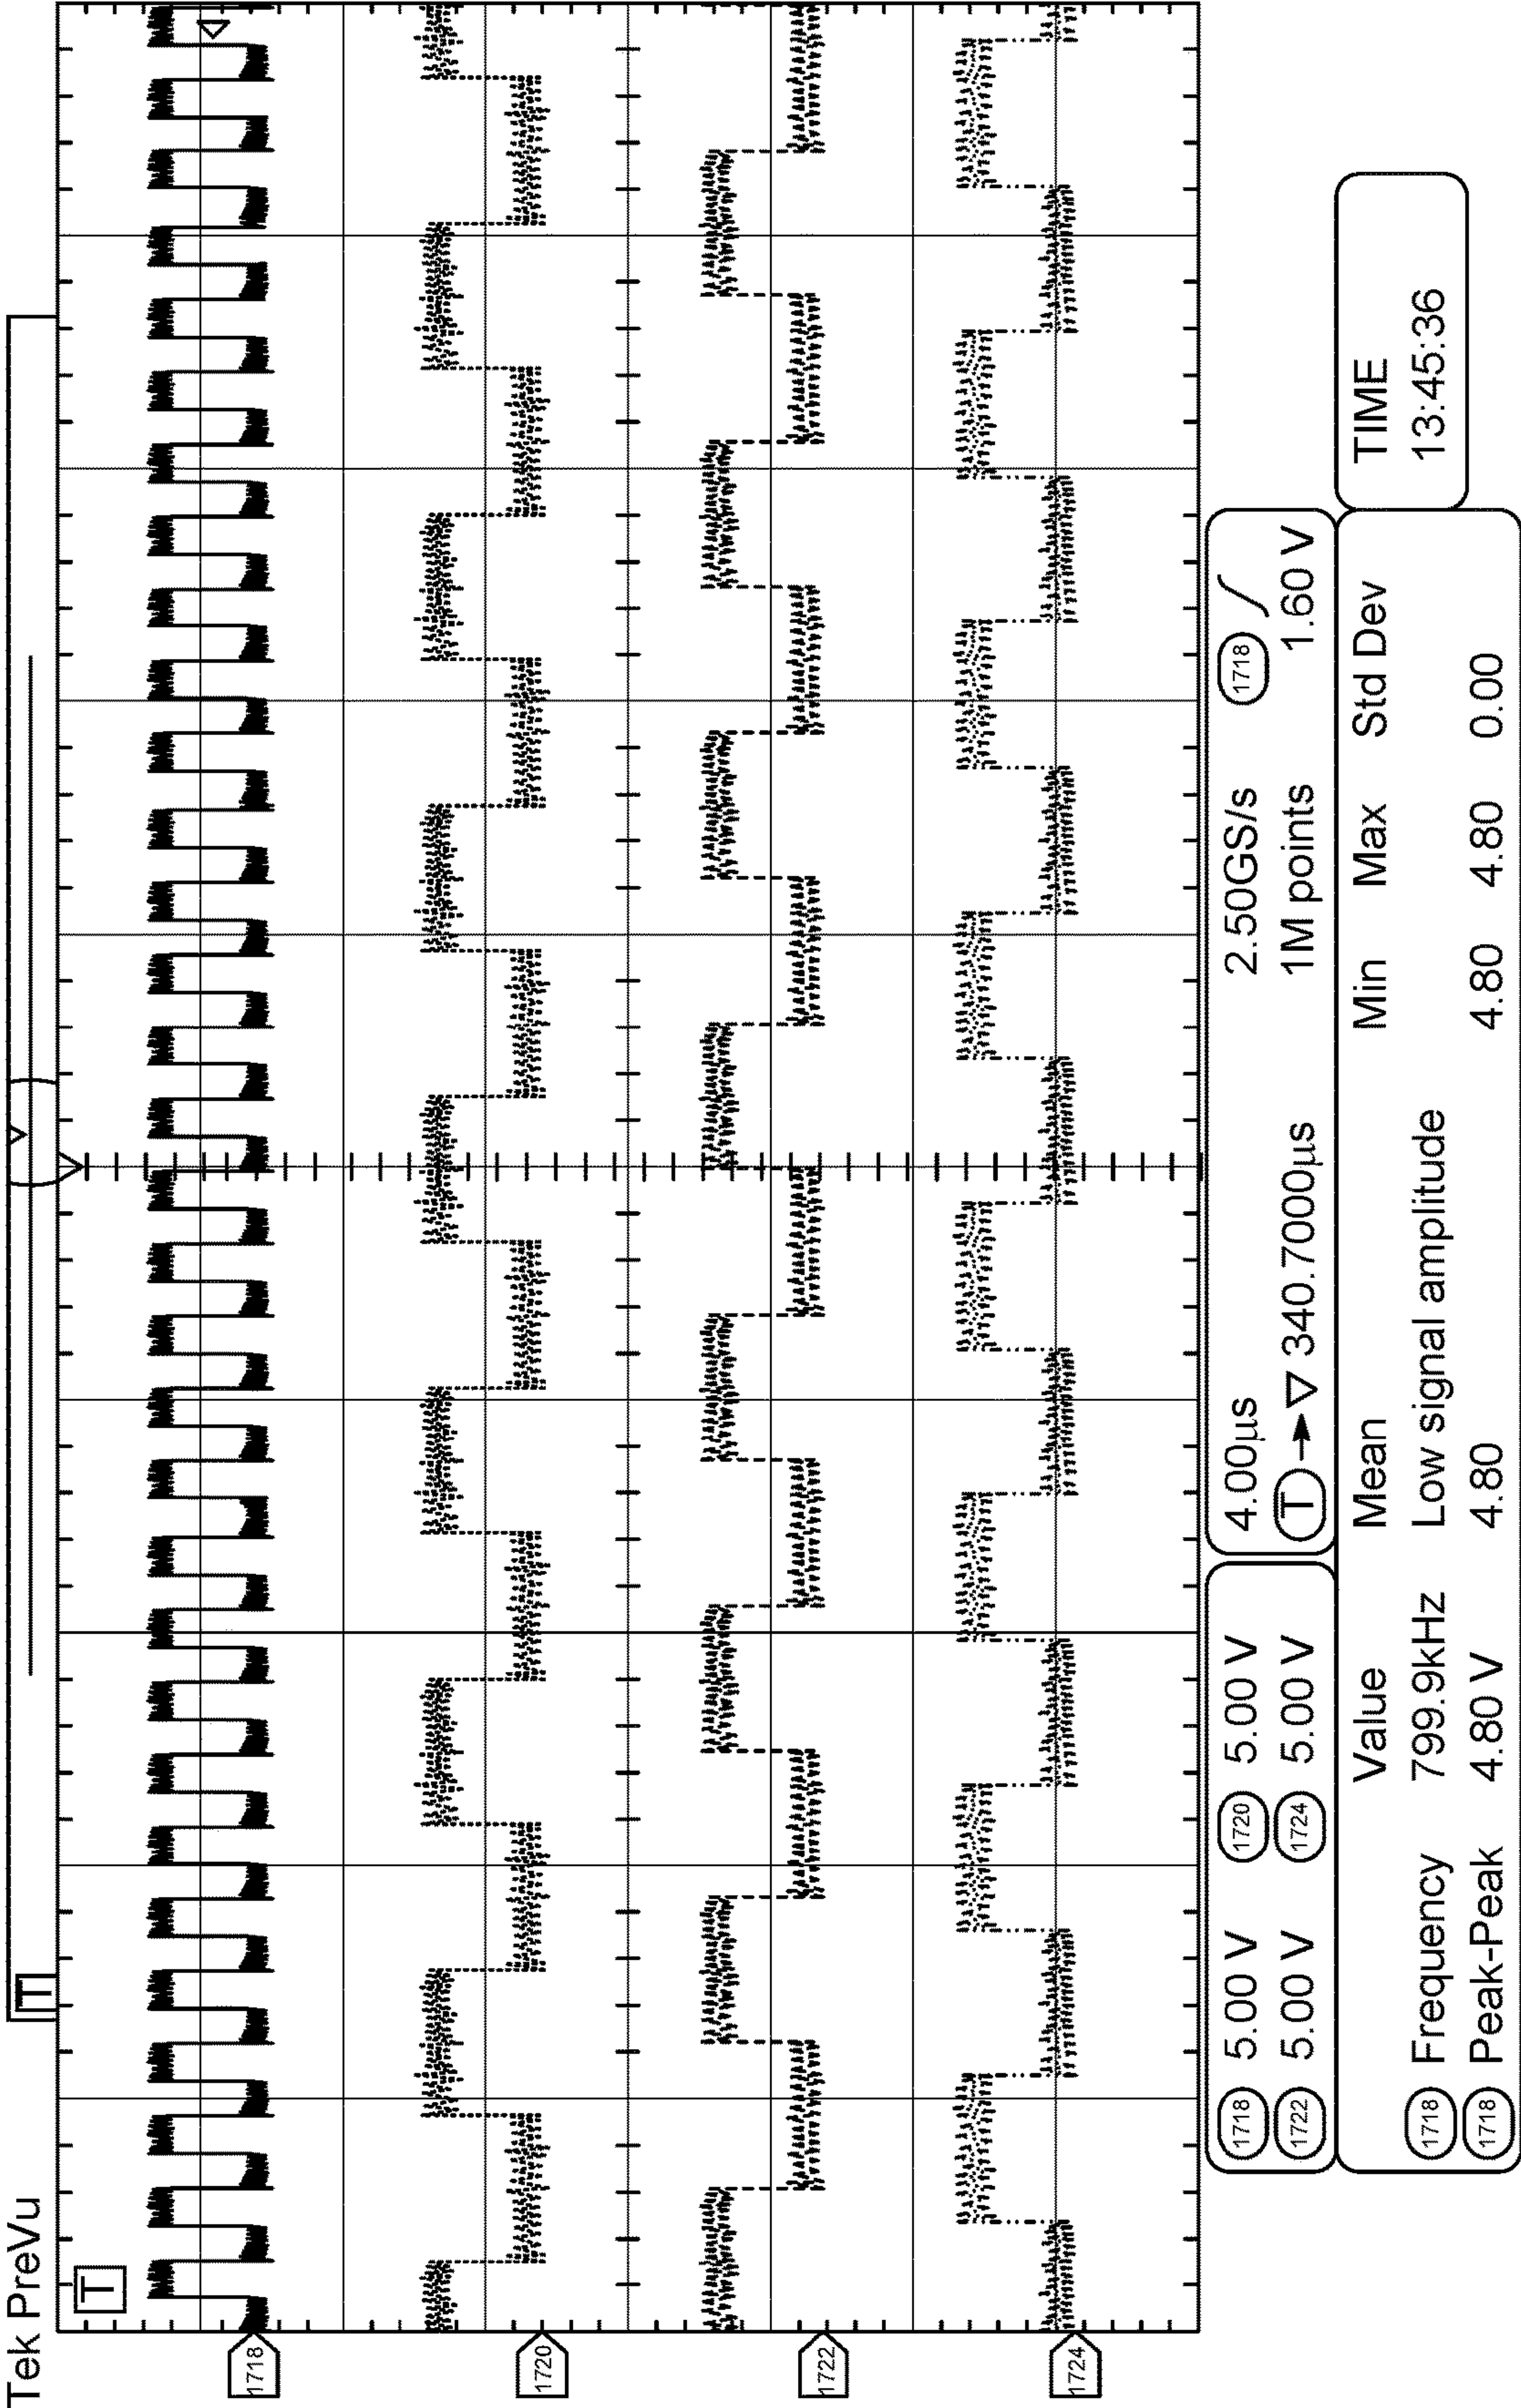 Tek PreVu
T
T
1718
1720
1722
1724
1718 5.00 V 1720 5.00 V
1722 5.00 V 1724 5.00 V
4.00µs 2.50GS/s 1718
T 340.7000µs 1M points 1.60 V
Value Mean Min Max Std Dev
1718 Frequency 799.9kHz Low signal amplitude
1718 Peak-Peak 4.80 V 4.80 4.80 4.80 0.00
TIME
13:45:36